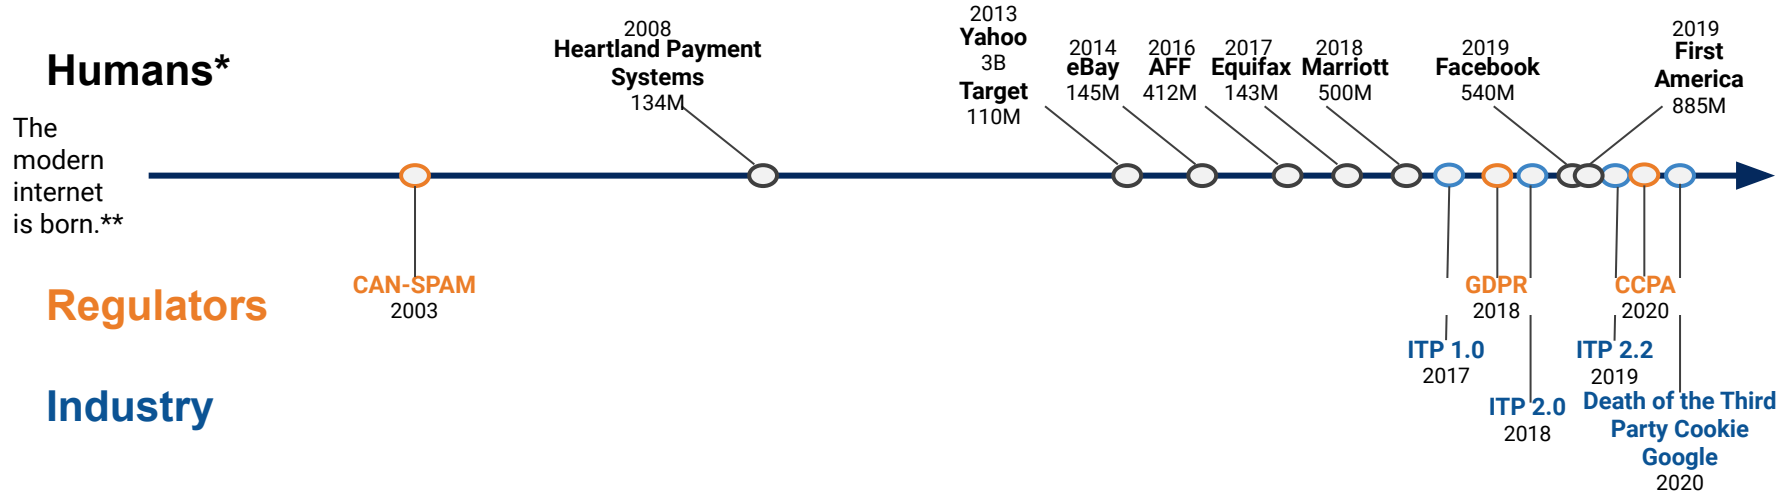 Humans*
The
modern
internet
is born.**
2008
Heartland Payment
Systems
134M
2013
Yahoo
3B
Target
110M
2014
eBay
145M
2016
AFF
412M
2017
Equifax
143M
2018
Marriott
500M
2019
Facebook
540M
2019
First
America
885M
Regulators
CAN-SPAM
2003
GDPR
2018
CCPA
2020
Industry
ITP 1.0
2017
ITP 2.0
2018
ITP 2.2
2019
Death of the Third
Party Cookie
Google
2020